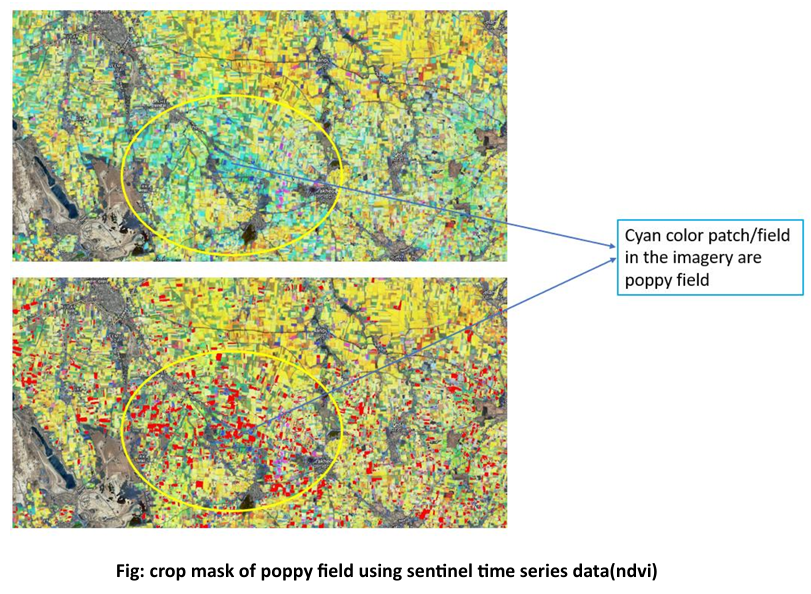 Cyan color patch/field
in the imagery are
poppy field
Fig: crop mask of poppy field using sentinel time series data(ndvi)